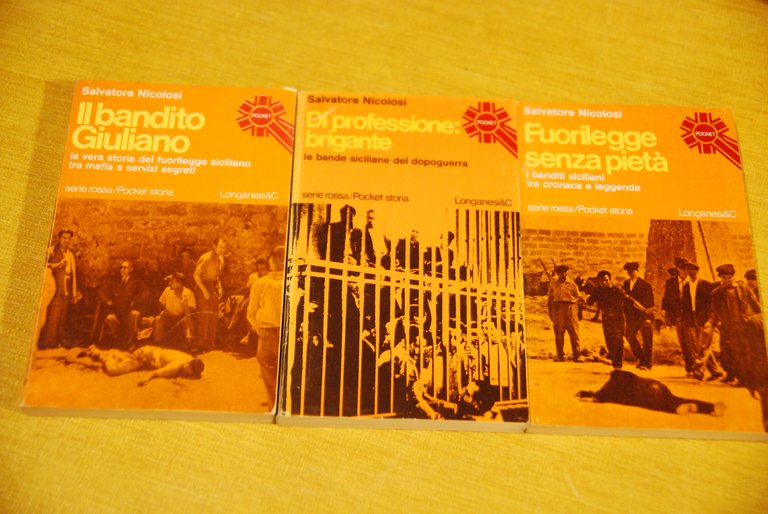 Salvatore Nicolosi
Il bandito
Giuliano
la vera storia del fuorilegge siciliano
tra mafia e servizi segreti
POCKET
serie rossa/Pocket storia
Longanesi&C
Salvatore Nicolosi
Di professione:
brigante
le bande siciliane del dopoguerra
POCKET
serie rossa/Pocket storia
Longanesi&C
Salvatore Nicolosi
Fuorilegge
senza pietà
i banditi siciliani
tra cronaca e leggenda
POCKET
serie rossa/Pocket storia
Longanesi&C